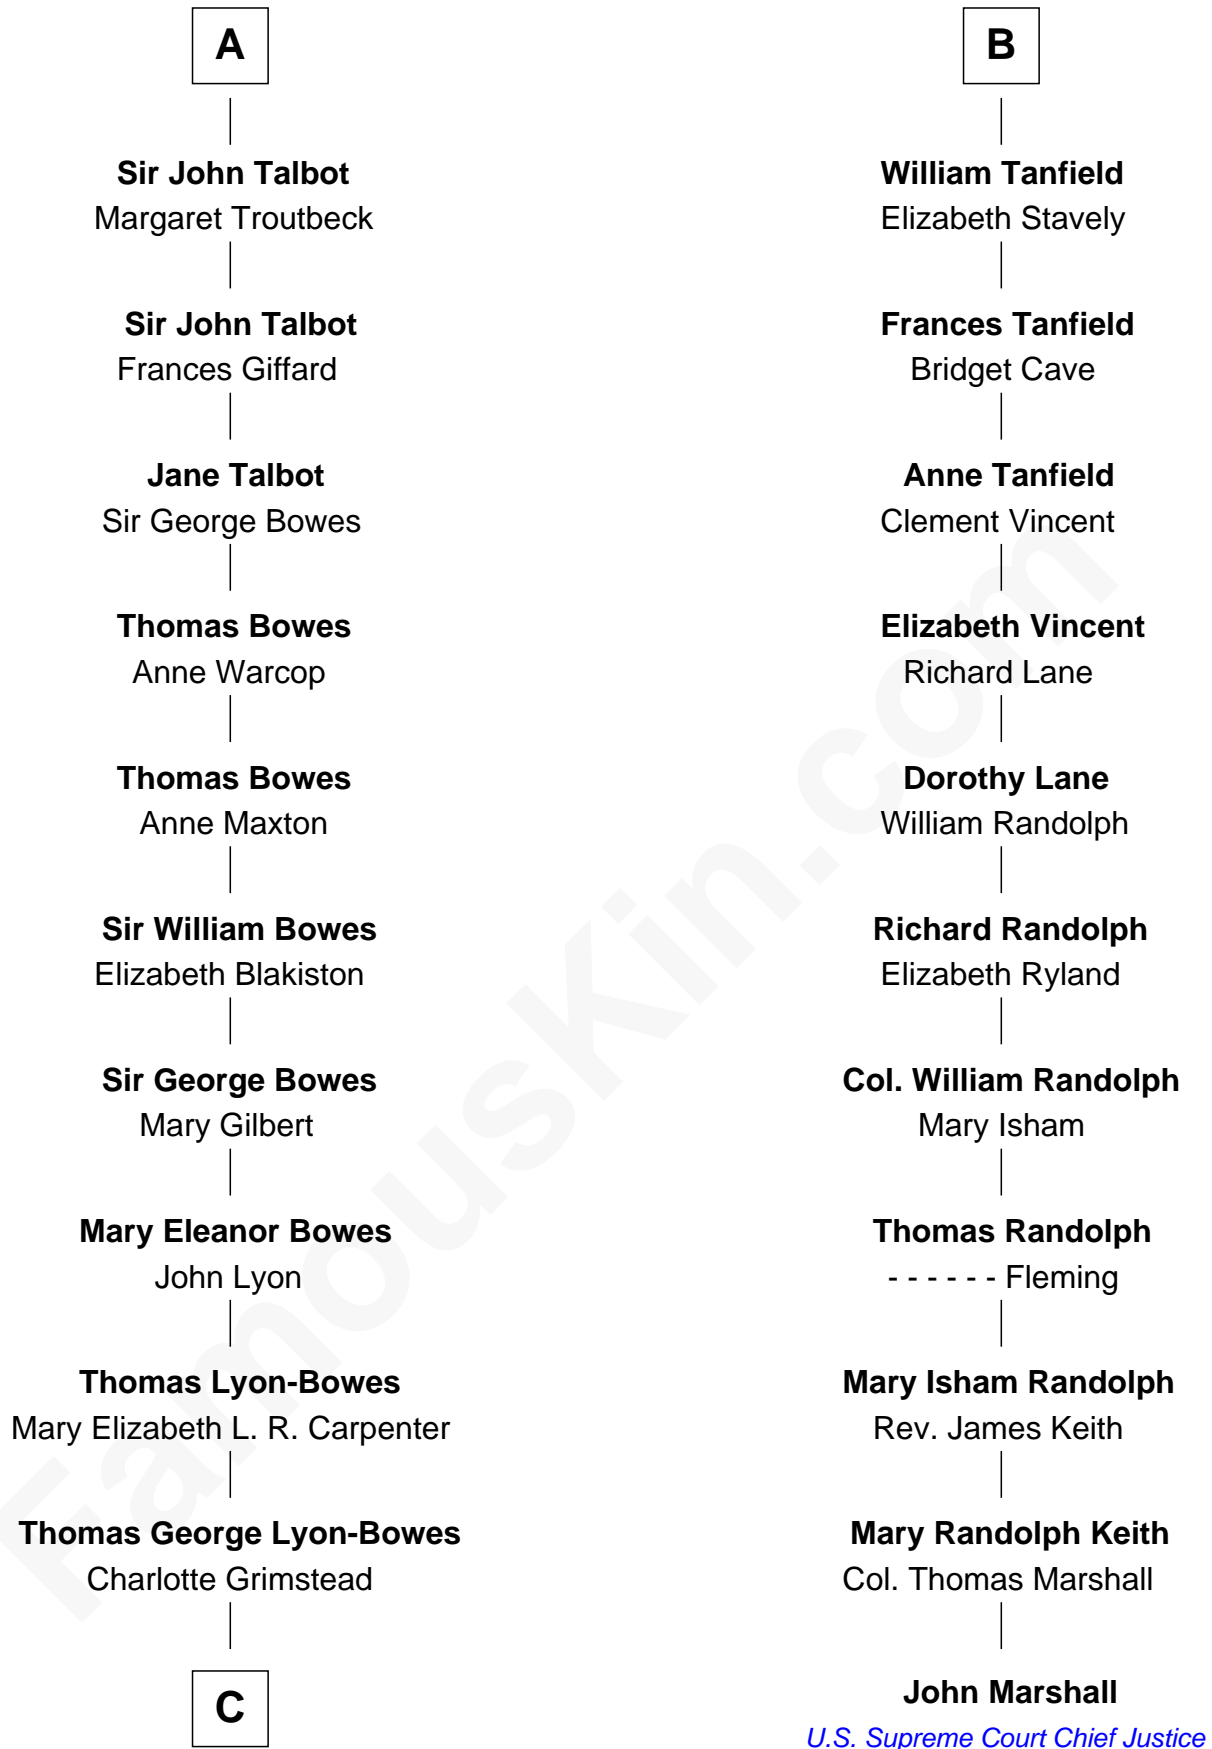 A
Sir John Talbot
Margaret Troutbeck
Sir John Talbot
Frances Giffard
Jane Talbot
Sir George Bowes
Thomas Bowes
Anne Warcop
Thomas Bowes
Anne Maxton
Sir William Bowes
Elizabeth Blakiston
Sir George Bowes
Mary Gilbert
Mary Eleanor Bowes
John Lyon
Thomas Lyon-Bowes
Mary Elizabeth L. R. Carpenter
Thomas George Lyon-Bowes
Charlotte Grimstead
C
B
William Tanfield
Elizabeth Stavely
Frances Tanfield
Bridget Cave
Anne Tanfield
Clement Vincent
Elizabeth Vincent
Richard Lane
Dorothy Lane
William Randolph
Richard Randolph
Elizabeth Ryland
Col. William Randolph
Mary Isham
Thomas Randolph
- - - - - - Fleming
Mary Isham Randolph
Rev. James Keith
Mary Randolph Keith
Col. Thomas Marshall
John Marshall
U.S. Supreme Court Chief Justice
FamousKin.com